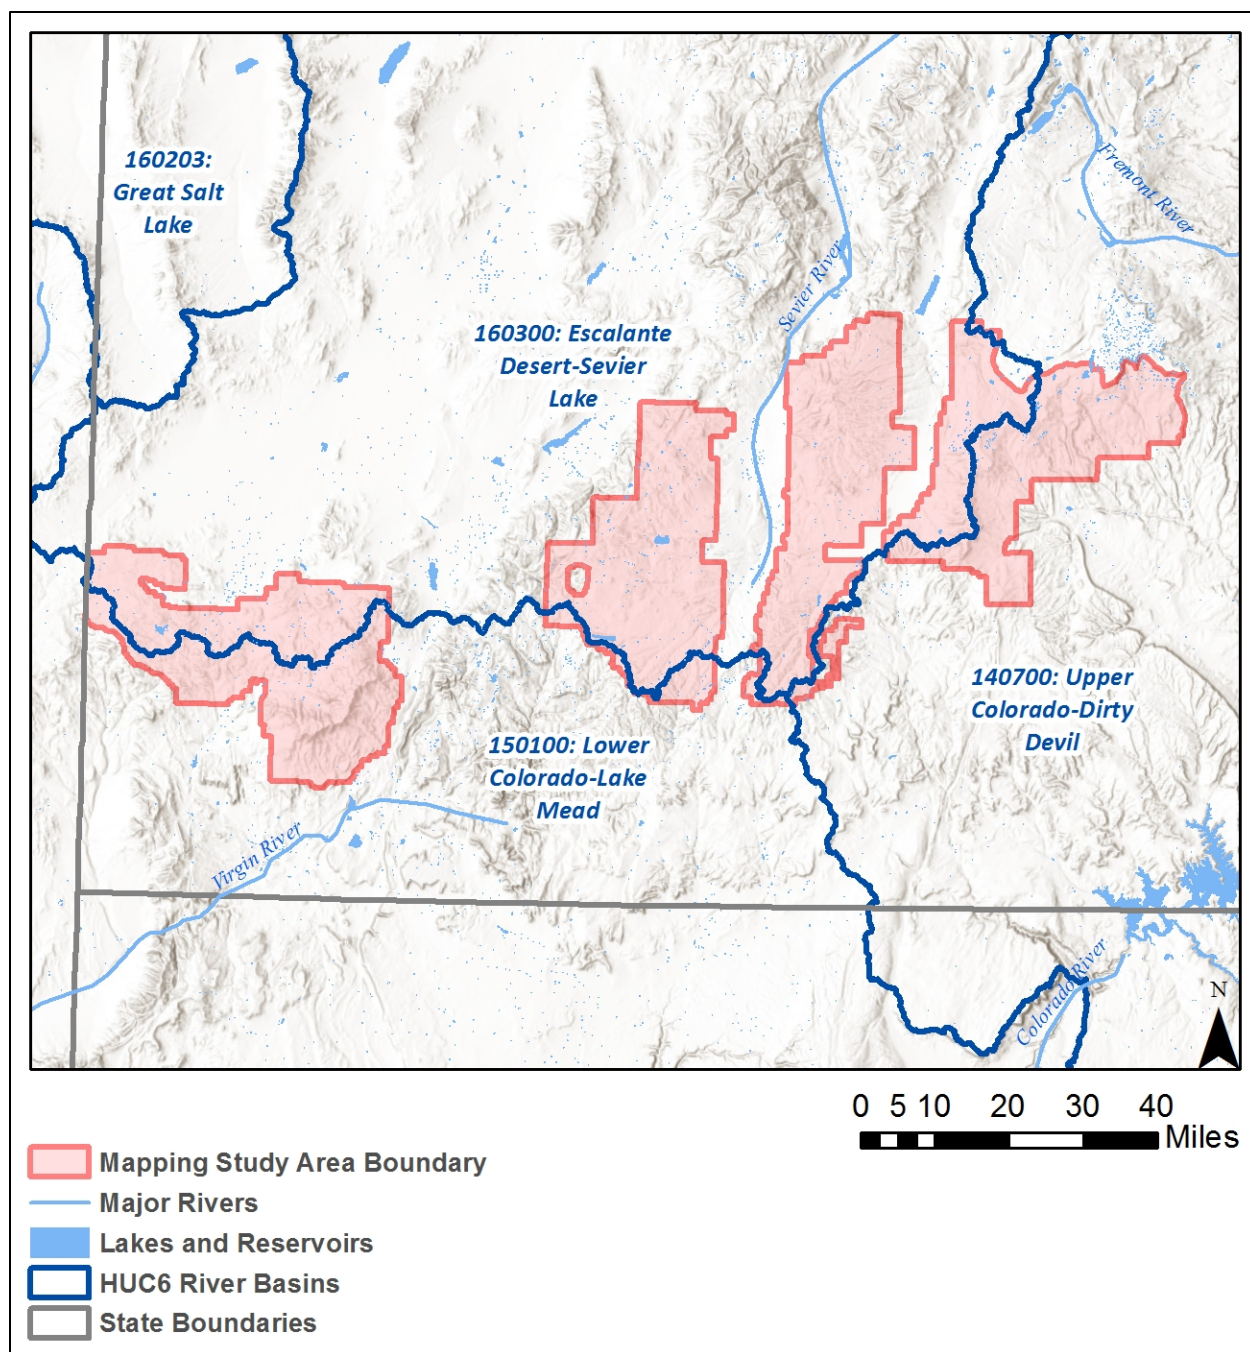 160203:
Great Salt
Lake
Fremont River
Sevier River
160300: Escalante
Desert-Sevier
Lake
140700: Upper
Colorado-Dirty
Devil
150100: Lower
Colorado-Lake
Mead
Virgin River
Colorado River
N
0 5 10 20 30 40
Miles
Mapping Study Area Boundary
Major Rivers
Lakes and Reservoirs
HUC6 River Basins
State Boundaries